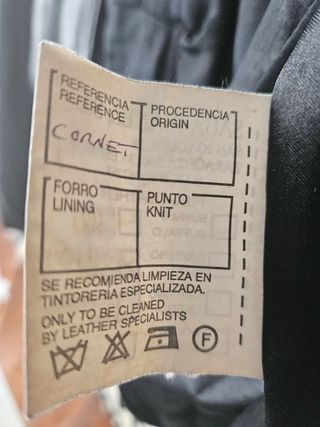 REFERENCIA
REFERENCE
PROCEDENCIA
ORIGIN
CORNET
FORRO
LINING
PUNTO
KNIT
SE RECOMIENDA LIMPIEZA EN
TINTORERIA ESPECIALIZADA.
ONLY TO BE CLEANED
BY LEATHER SPECIALISTS
F